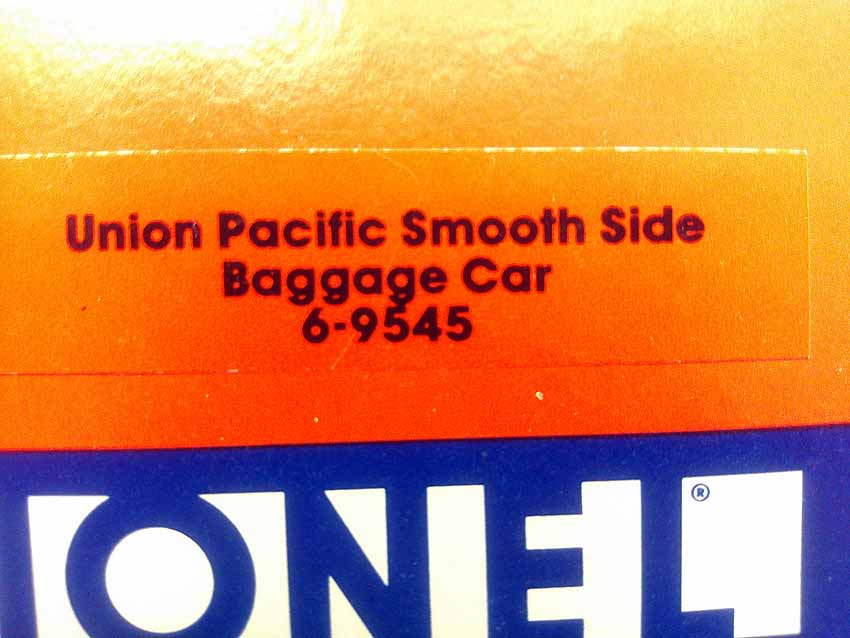 Union Pacific Smooth Side
Baggage Car
6-9545
ONEL®